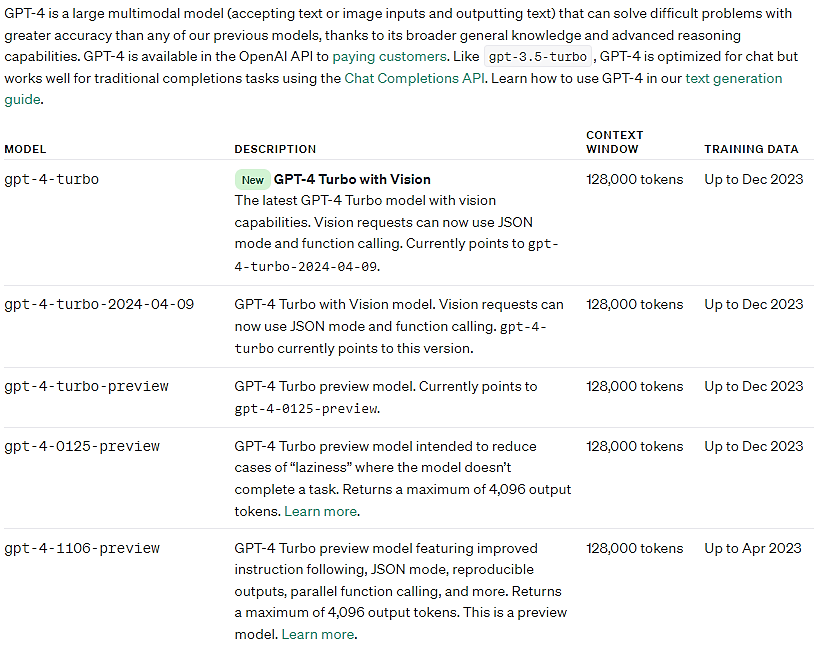 GPT-4 is a large multimodal model (accepting text or image inputs and outputting text) that can solve difficult problems with
greater accuracy than any of our previous models, thanks to its broader general knowledge and advanced reasoning
capabilities. GPT-4 is available in the OpenAI API to paying customers. Like gpt-3.5-turbo, GPT-4 is optimized for chat but
works well for traditional completions tasks using the Chat Completions API. Learn how to use GPT-4 in our text generation
guide.
MODEL DESCRIPTION CONTEXT WINDOW TRAINING DATA
gpt-4-turbo New GPT-4 Turbo with Vision 128,000 tokens Up to Dec 2023
The latest GPT-4 Turbo model with vision
capabilities. Vision requests can now use JSON
mode and function calling. Currently points to gpt-
4-turbo-2024-04-09.
gpt-4-turbo-2024-04-09 GPT-4 Turbo with Vision model. Vision requests can 128,000 tokens Up to Dec 2023
now use JSON mode and function calling. gpt-4-
turbo currently points to this version.
gpt-4-turbo-preview GPT-4 Turbo preview model. Currently points to 128,000 tokens Up to Dec 2023
gpt-4-0125-preview.
gpt-4-0125-preview GPT-4 Turbo preview model intended to reduce 128,000 tokens Up to Dec 2023
cases of “laziness” where the model doesn’t
complete a task. Returns a maximum of 4,096 output
tokens. Learn more.
gpt-4-1106-preview GPT-4 Turbo preview model featuring improved 128,000 tokens Up to Apr 2023
instruction following, JSON mode, reproducible
outputs, parallel function calling, and more. Returns
a maximum of 4,096 output tokens. This is a preview
model. Learn more.